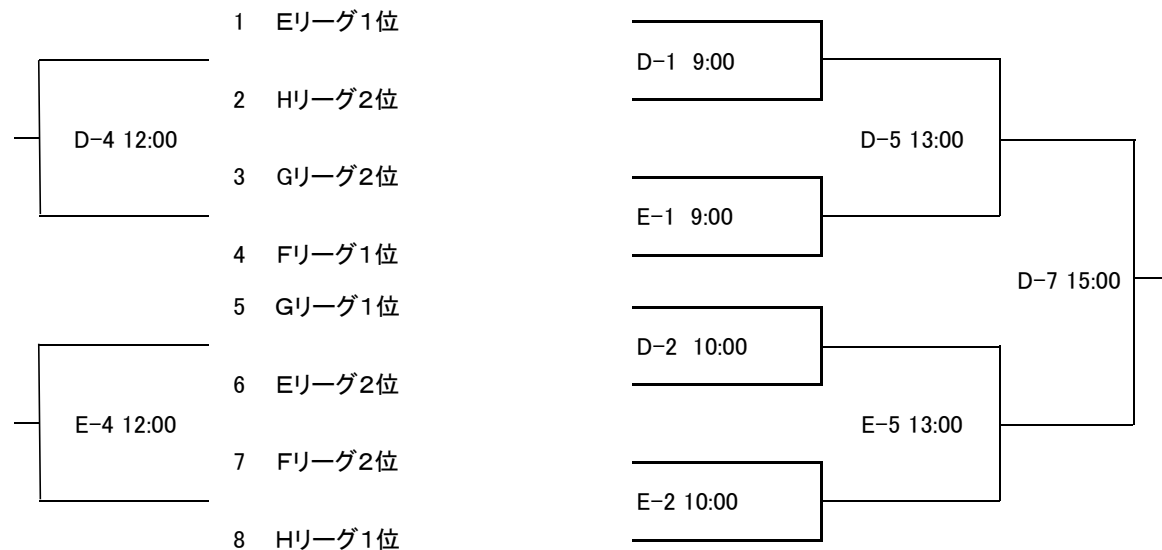 1 Eリーグ１位
D-1 9:00
2 Hリーグ２位
D-4 12:00
D-5 13:00
3 Gリーグ２位
E-1 9:00
4 Fリーグ１位
D-7 15:00
5 Gリーグ１位
D-2 10:00
6 Eリーグ２位
E-4 12:00
E-5 13:00
7 Fリーグ２位
E-2 10:00
8 Hリーグ１位